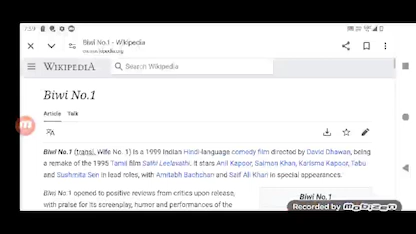 Biwi No.1 - Wikipedia
WIKIPEDIA
Search Wikipedia
Biwi No.1
Article Talk
Biwi No.1 (transl. Wife No. 1) is a 1999 Indian Hindi-language comedy film directed by David Dhawan, being
a remake of the 1995 Tamil film Sathi Leelavathi. It stars Anil Kapoor, Salman Khan, Karisma Kapoor, Tabu
and Sushmita Sen in lead roles, with Amitabh Bachchan and Saif Ali Khan in special appearances.
Biwi No.1 opened to positive reviews from critics upon release,
with praise for its screenplay, humor and performances of the
Biwi No.1
Recorded by MOBIZEN